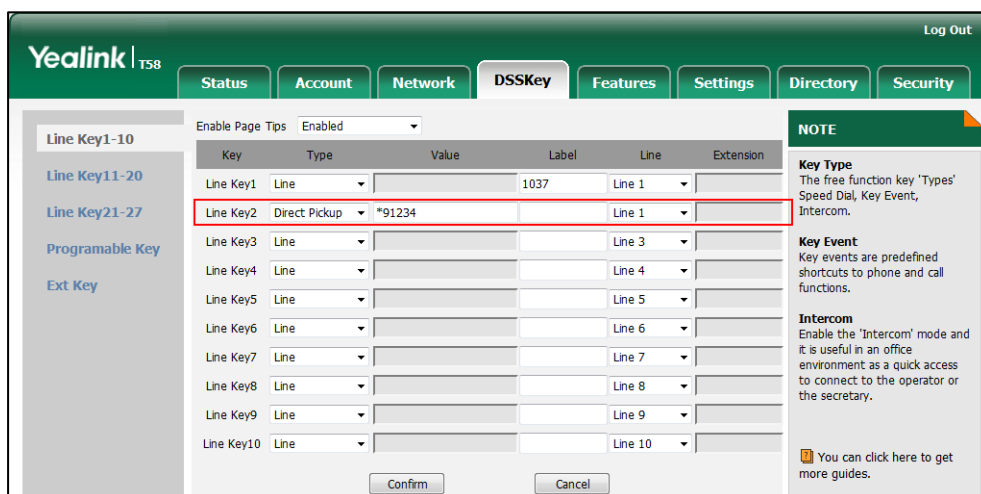 Log Out
Yealink T58
Status Account Network DSSKey Features Settings Directory Security
Line Key1-10
Line Key11-20
Line Key21-27
Programable Key
Ext Key
Enable Page Tips Enabled
Key Type Value Label Line Extension
Line Key1 Line 1037 Line 1
Line Key2 Direct Pickup *91234 Line 1
Line Key3 Line Line 3
Line Key4 Line Line 4
Line Key5 Line Line 5
Line Key6 Line Line 6
Line Key7 Line Line 7
Line Key8 Line Line 8
Line Key9 Line Line 9
Line Key10 Line Line 10
Confirm Cancel
NOTE
Key Type
The free function key 'Types'
Speed Dial, Key Event,
Intercom.
Key Event
Key events are predefined
shortcuts to phone and call
functions.
Intercom
Enable the 'Intercom' mode and
it is useful in an office
environment as a quick access
to connect to the operator or
the secretary.
You can click here to get
more guides.